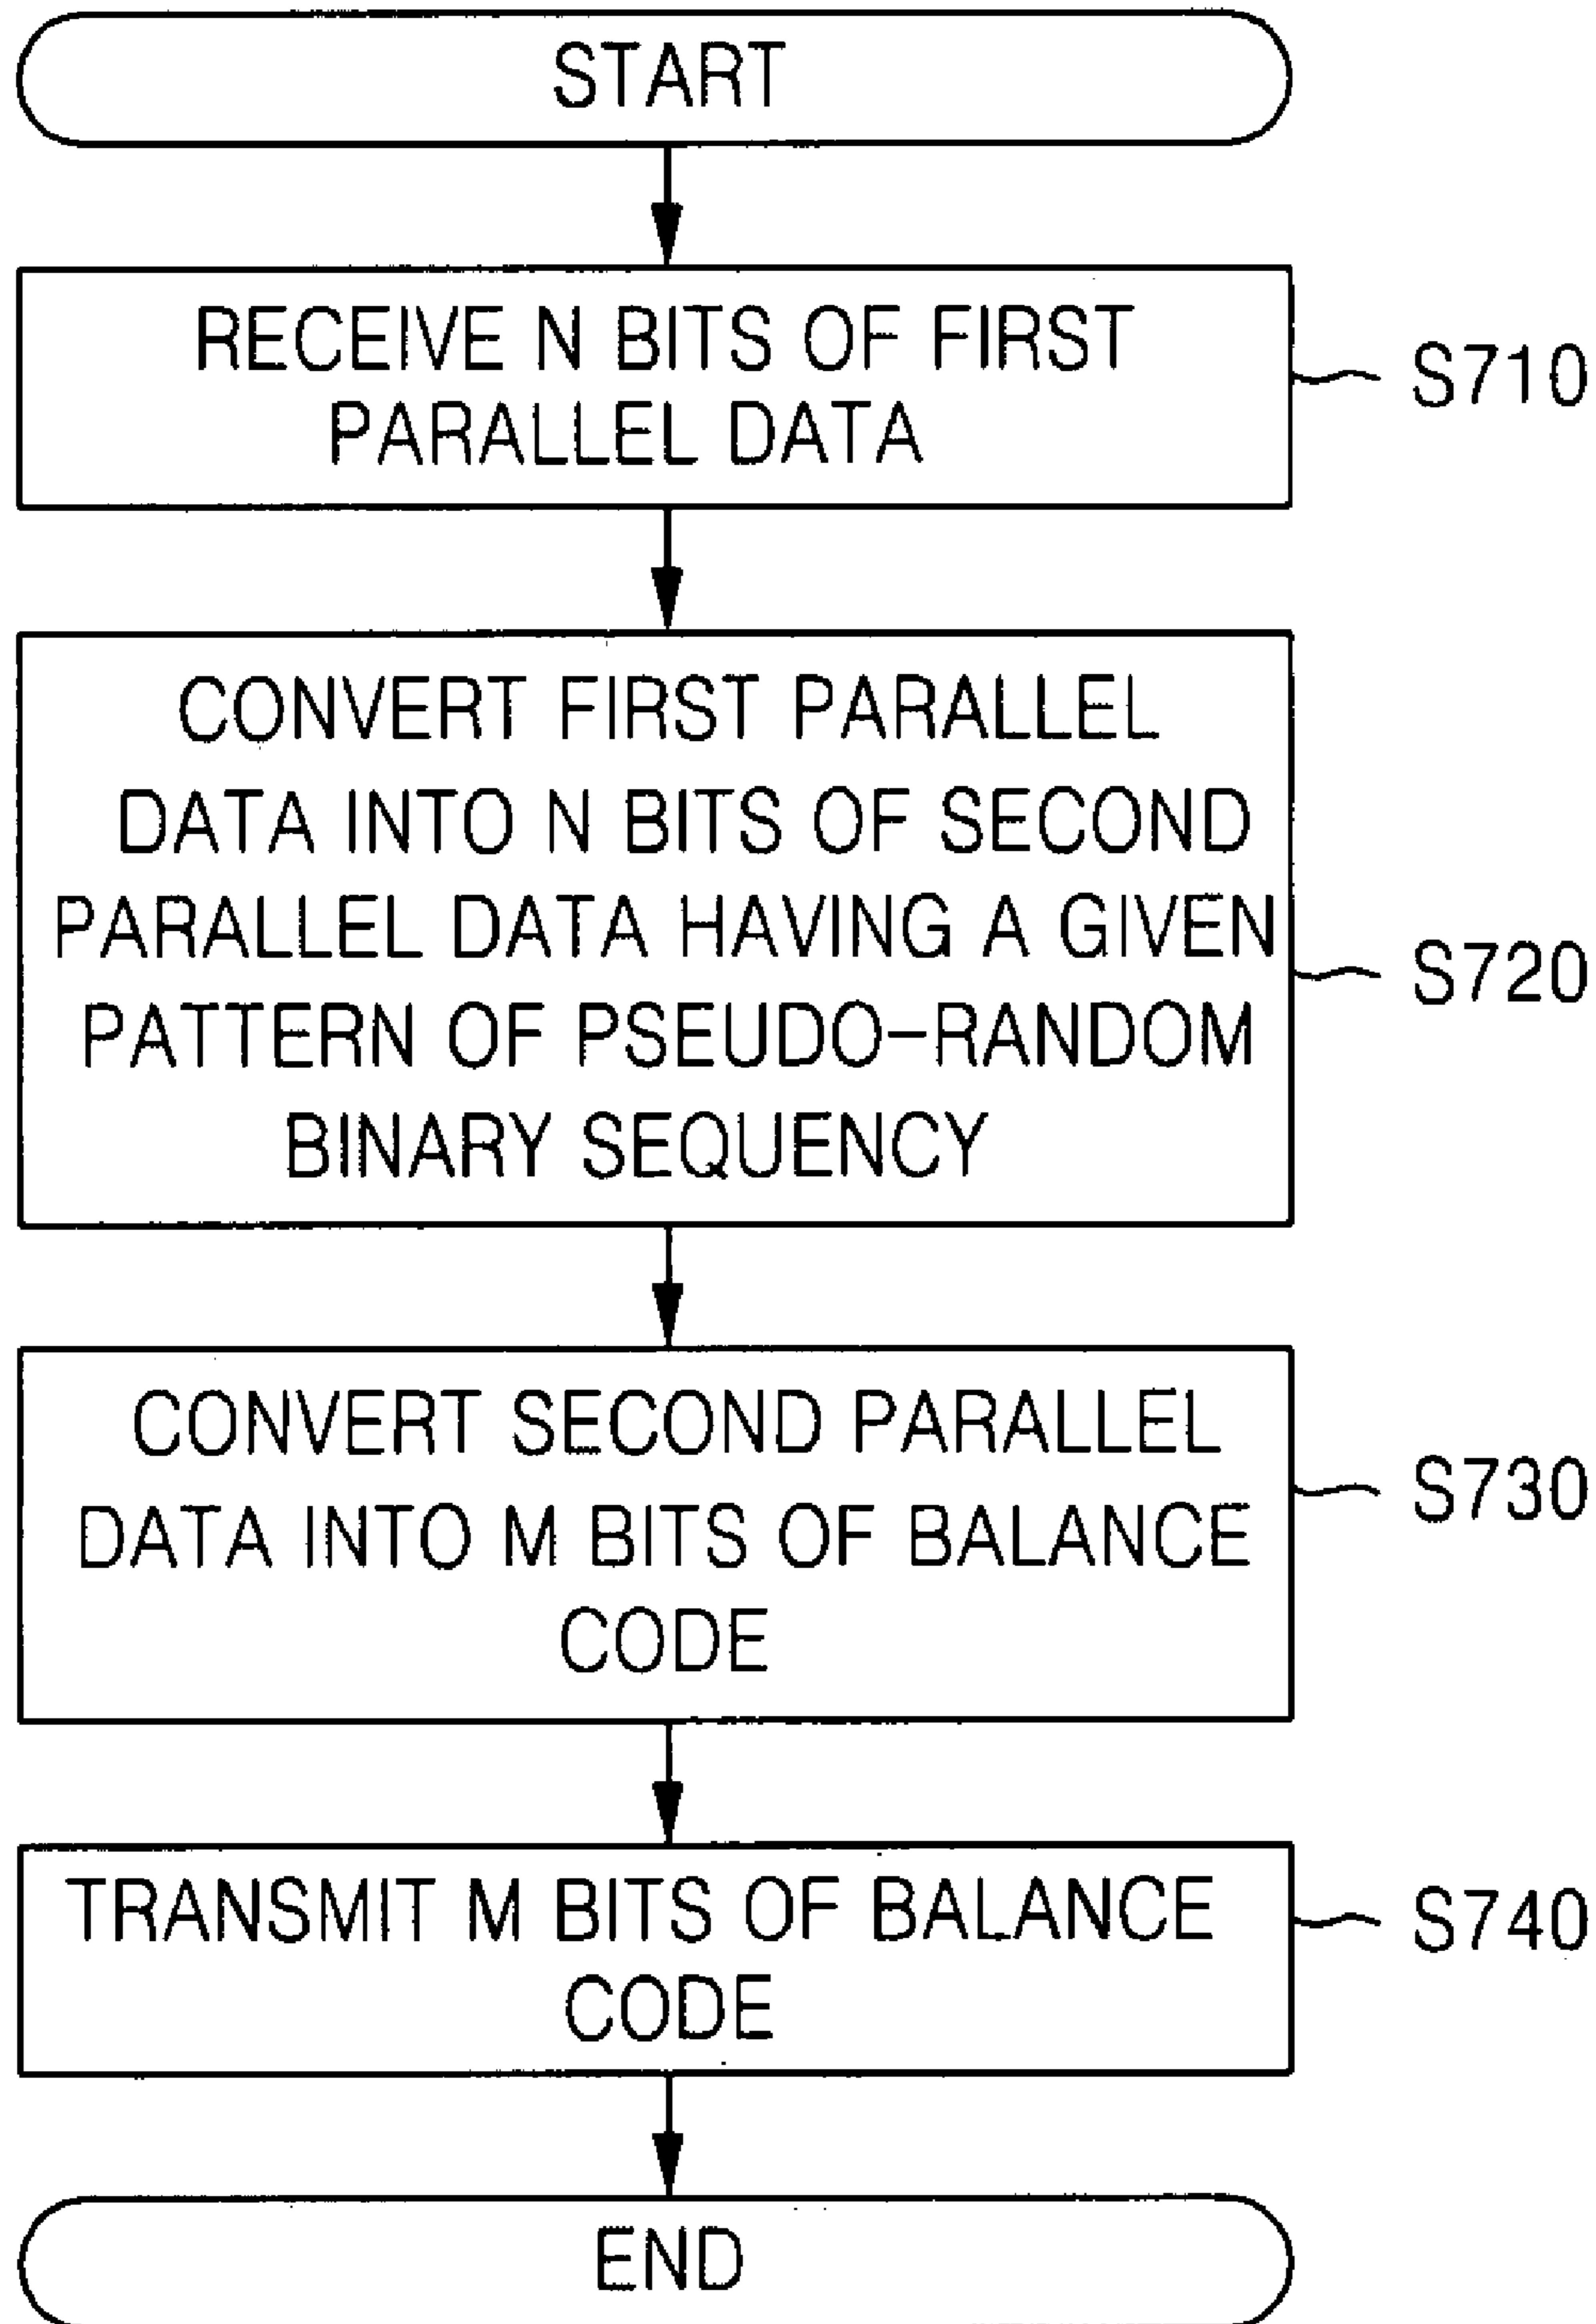 START
RECEIVE N BITS OF FIRST
PARALLEL DATA
S710
CONVERT FIRST PARALLEL
DATA INTO N BITS OF SECOND
PARALLEL DATA HAVING A GIVEN
PATTERN OF PSEUDO-RANDOM
BINARY SEQUENCY
S720
CONVERT SECOND PARALLEL
DATA INTO M BITS OF BALANCE
CODE
S730
TRANSMIT M BITS OF BALANCE
CODE
S740
END